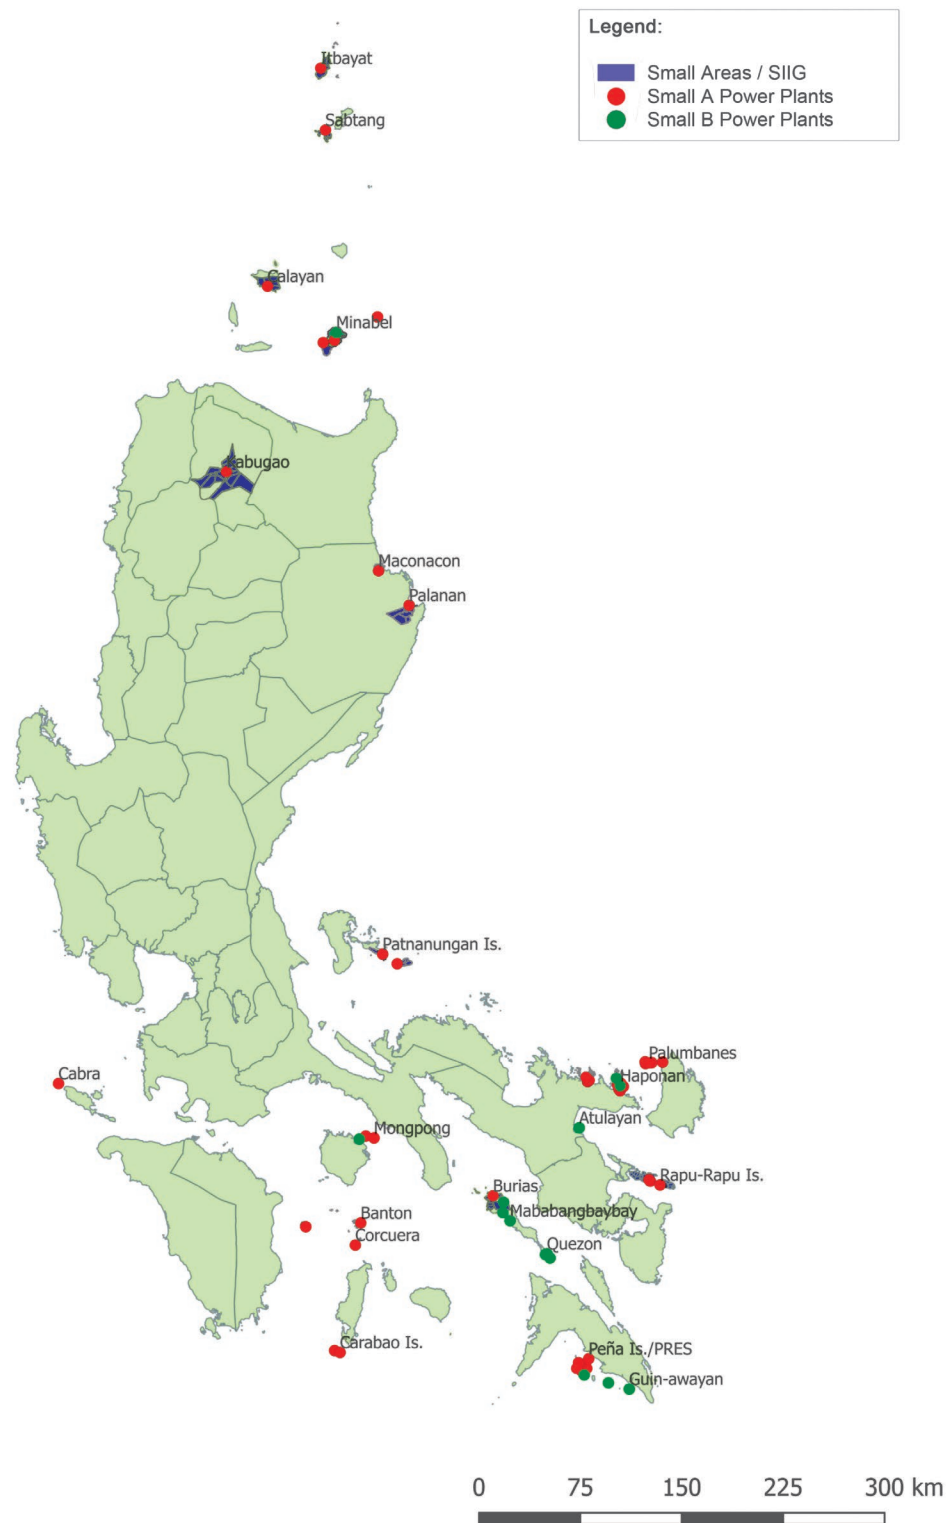 Legend:
Small Areas / SIIG
Small A Power Plants
Small B Power Plants
Itbayat
Sabtang
Calayan
Minabel
Kabugao
Maconacon
Palanan
Patnanungan Is.
Palumbanes
Cabra
Haponan
Atulayan
Mongpong
Rapu-Rapu Is.
Burias
Banton
Mababangbaybay
Corcuera
Quezon
Carabao Is.
Peña Is./PRES
Guin-awayan
0 75 150 225 300 km